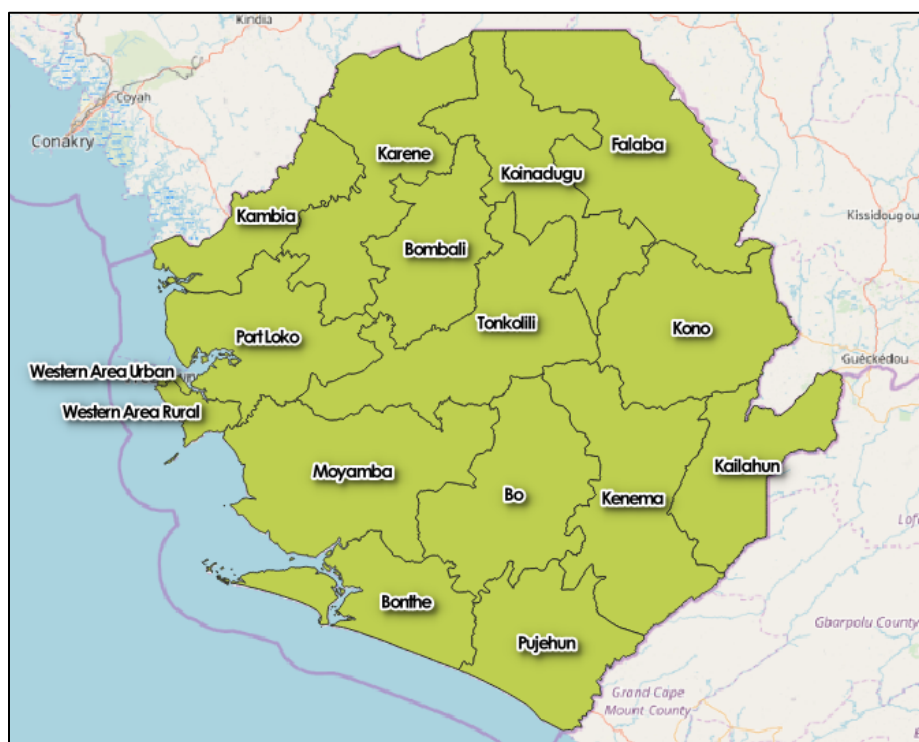 Kindia
Coyah
Conakry
Karene
Koinadugu
Falaba
Kambia
Kissidougou
Bombali
Port Loko
Tonkolili
Kono
Guéckédou
Western Area Urban
Western Area Rural
Moyamba
Bo
Kenema
Kailahun
Lofa
Bonthe
Pujehun
Gbarpolu County
Grand Cape
Mount County